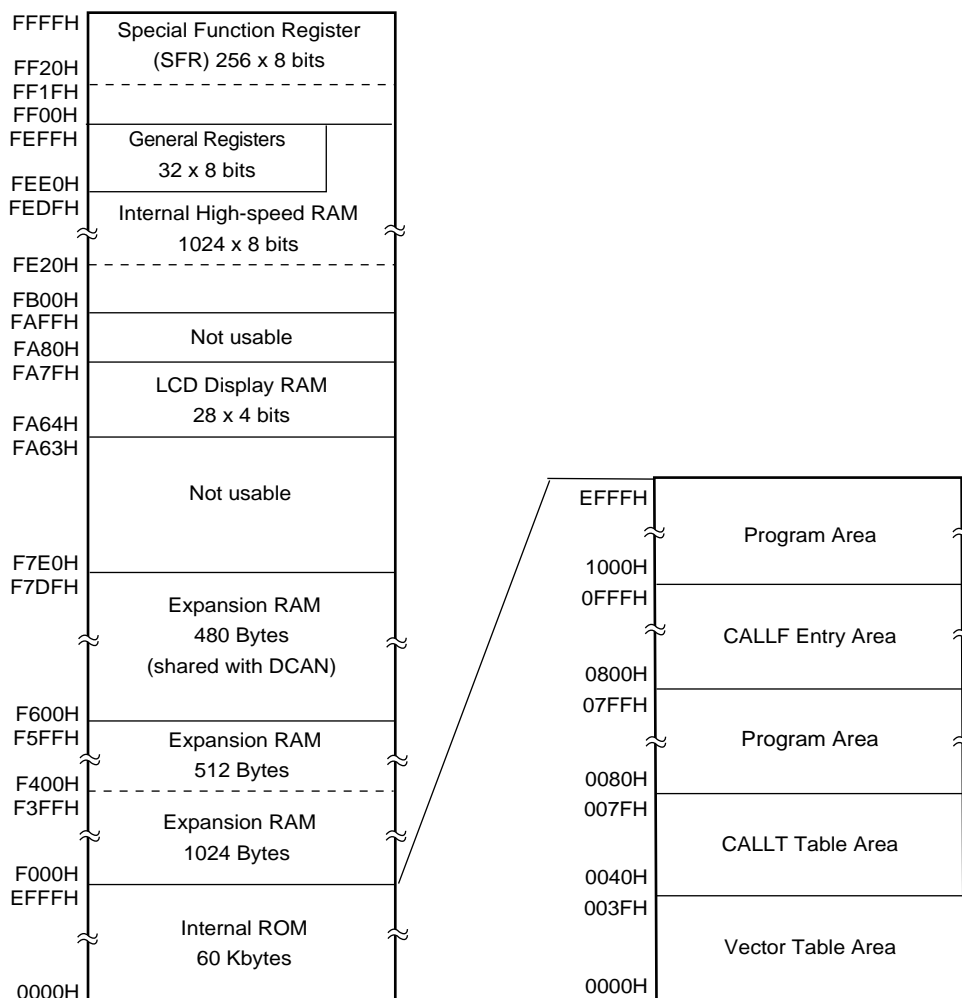 FFFFH
Special Function Register
(SFR) 256 x 8 bits
FF20H
FF1FH
FF00H
FEFFH
General Registers
32 x 8 bits
FEE0H
FEDFH
Internal High-speed RAM
1024 x 8 bits
FE20H
FB00H
FAFFH
Not usable
FA80H
FA7FH
LCD Display RAM
28 x 4 bits
FA64H
FA63H
Not usable
F7E0H
F7DFH
Expansion RAM
480 Bytes
(shared with DCAN)
F600H
F5FFH
Expansion RAM
512 Bytes
F400H
F3FFH
Expansion RAM
1024 Bytes
F000H
EFFFH
Internal ROM
60 Kbytes
0000H
EFFFH
Program Area
1000H
0FFFH
CALLF Entry Area
0800H
07FFH
Program Area
0080H
007FH
CALLT Table Area
0040H
003FH
Vector Table Area
0000H